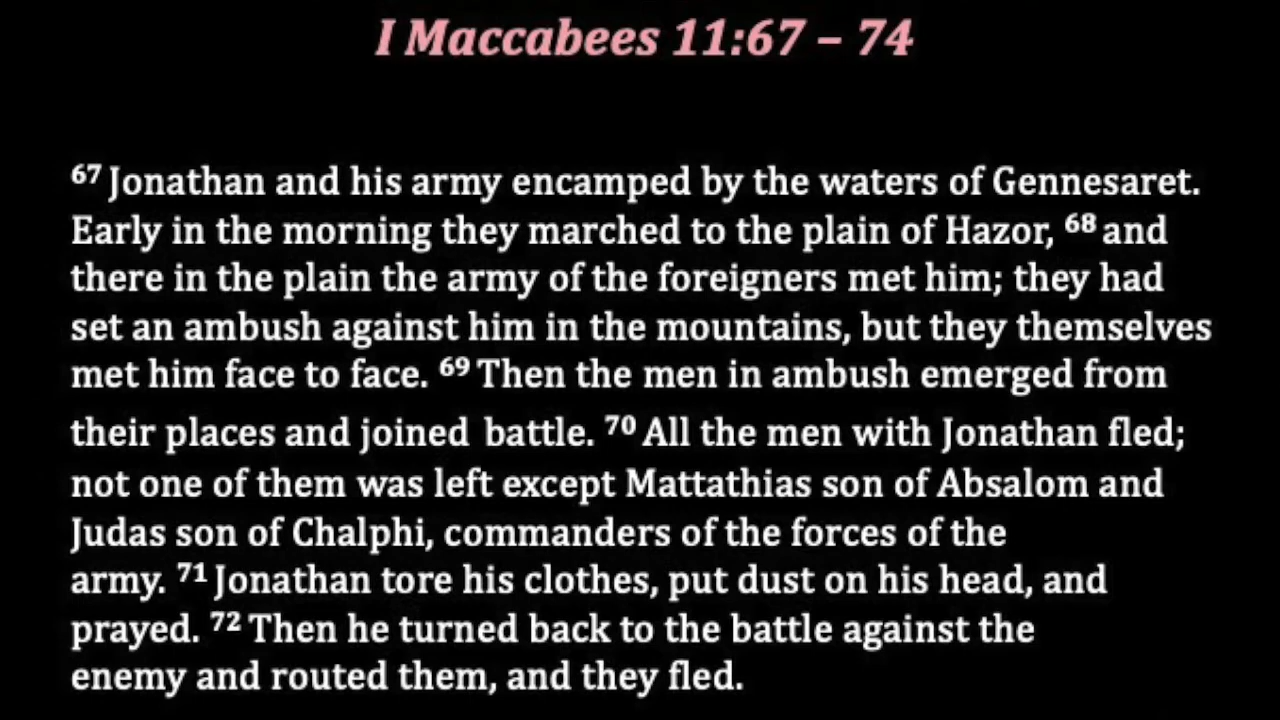 I Maccabees 11:67 – 74
67 Jonathan and his army encamped by the waters of Gennesaret.
Early in the morning they marched to the plain of Hazor, 68 and
there in the plain the army of the foreigners met him; they had
set an ambush against him in the mountains, but they themselves
met him face to face. 69 Then the men in ambush emerged from
their places and joined battle. 70 All the men with Jonathan fled;
not one of them was left except Mattathias son of Absalom and
Judas son of Chalphi, commanders of the forces of the
army. 71 Jonathan tore his clothes, put dust on his head, and
prayed. 72 Then he turned back to the battle against the
enemy and routed them, and they fled.